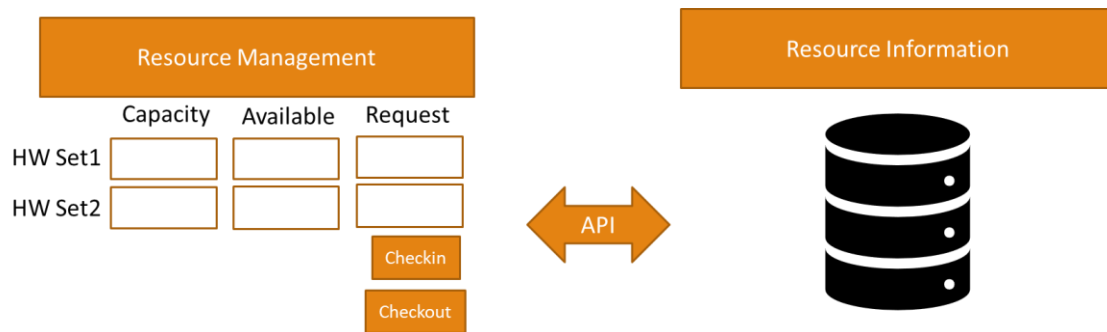 Resource Management
Resource Information
Capacity Available Request
HW Set1
HW Set2
API
Checkin
Checkout